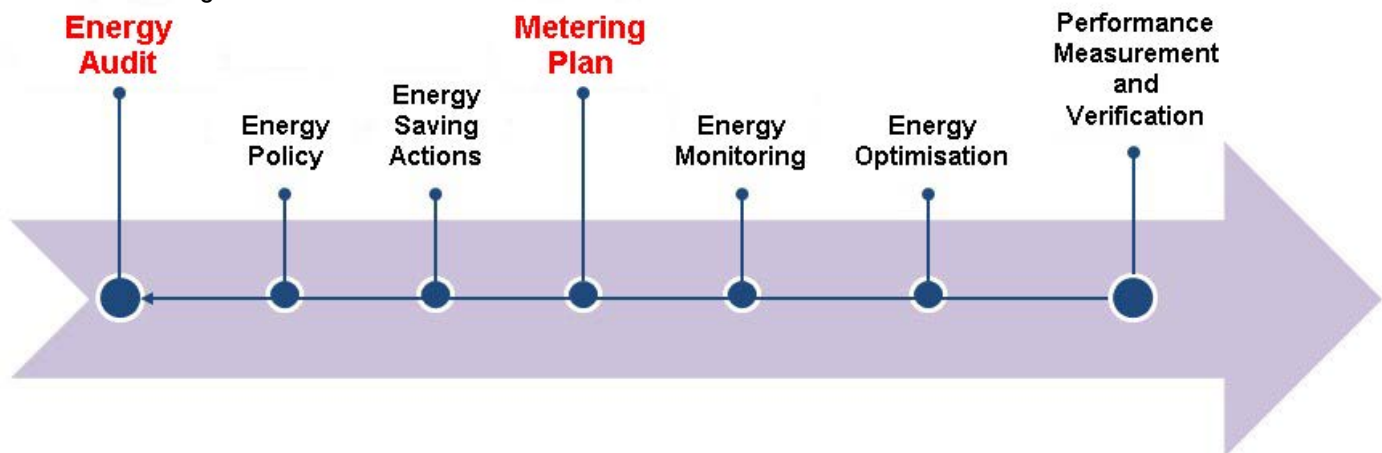 Energy
Audit
Energy
Policy
Energy
Saving
Actions
Metering
Plan
Energy
Monitoring
Energy
Optimisation
Performance
Measurement
and
Verification